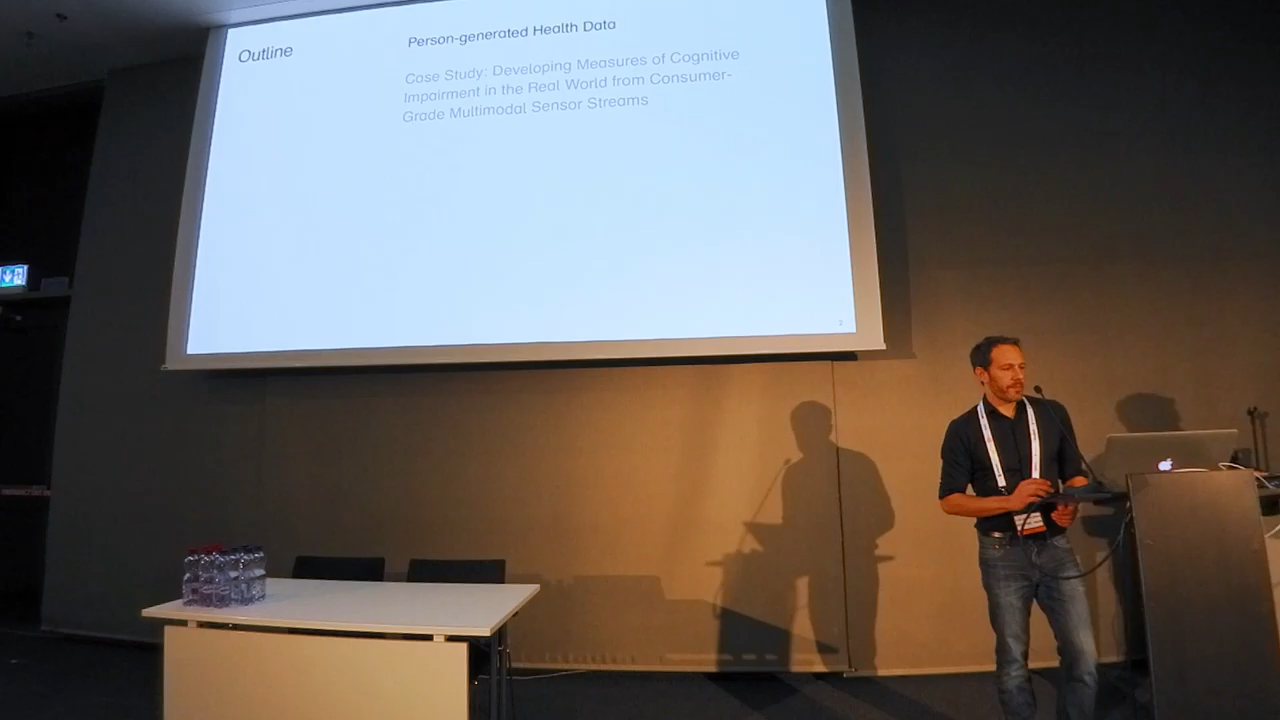 Outline
Person-generated Health Data
Case Study: Developing Measures of Cognitive
Impairment in the Real World from Consumer-
Grade Multimodal Sensor Streams
2